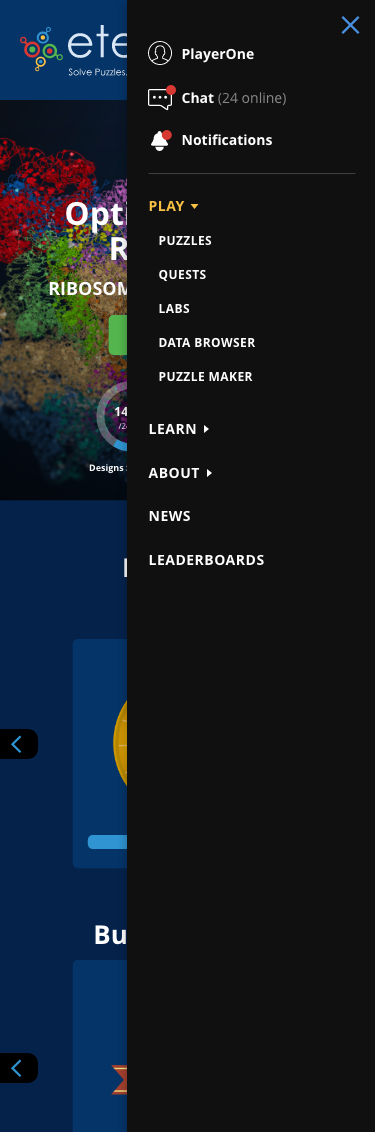 ete
Solve Puzzles.
PlayerOne
Chat (24 online)
Notifications
PLAY
PUZZLES
QUESTS
LABS
DATA BROWSER
PUZZLE MAKER
LEARN
ABOUT
NEWS
LEADERBOARDS
Opt
R
RIBOSOM
14
Designs
Bu